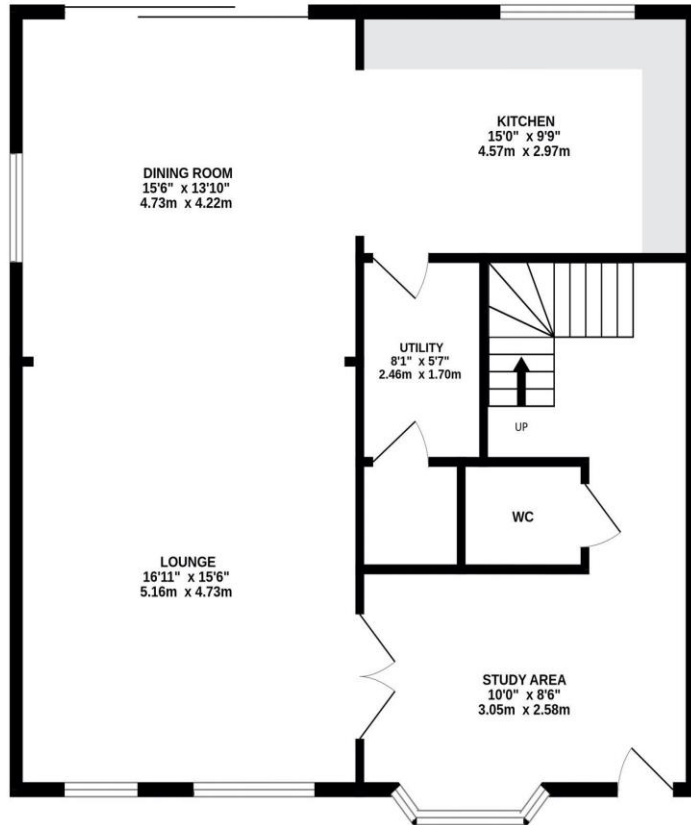 KITCHEN
15'0" x 9'9"
4.57m x 2.97m
DINING ROOM
15'6" x 13'10"
4.73m x 4.22m
UTILITY
8'1" x 5'7"
2.46m x 1.70m
UP
WC
LOUNGE
16'11" x 15'6"
5.16m x 4.73m
STUDY AREA
10'0" x 8'6"
3.05m x 2.58m